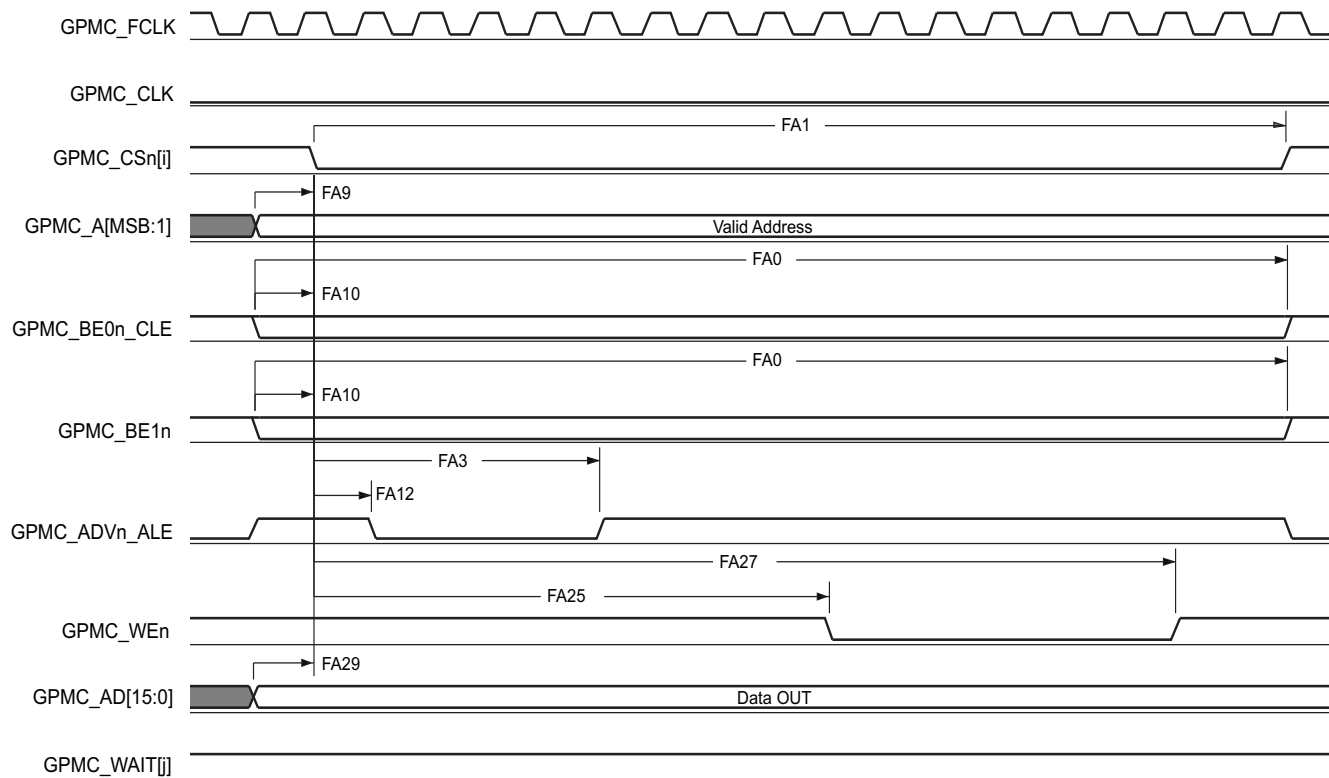 GPMC_FCLK
GPMC_CLK
FA1
GPMC_CSn[i]
FA9
GPMC_A[MSB:1]
Valid Address
FA0
FA10
GPMC_BE0n_CLE
FA0
FA10
GPMC_BE1n
FA3
FA12
GPMC_ADVn_ALE
FA27
FA25
GPMC_WEn
FA29
GPMC_AD[15:0]
Data OUT
GPMC_WAIT[j]